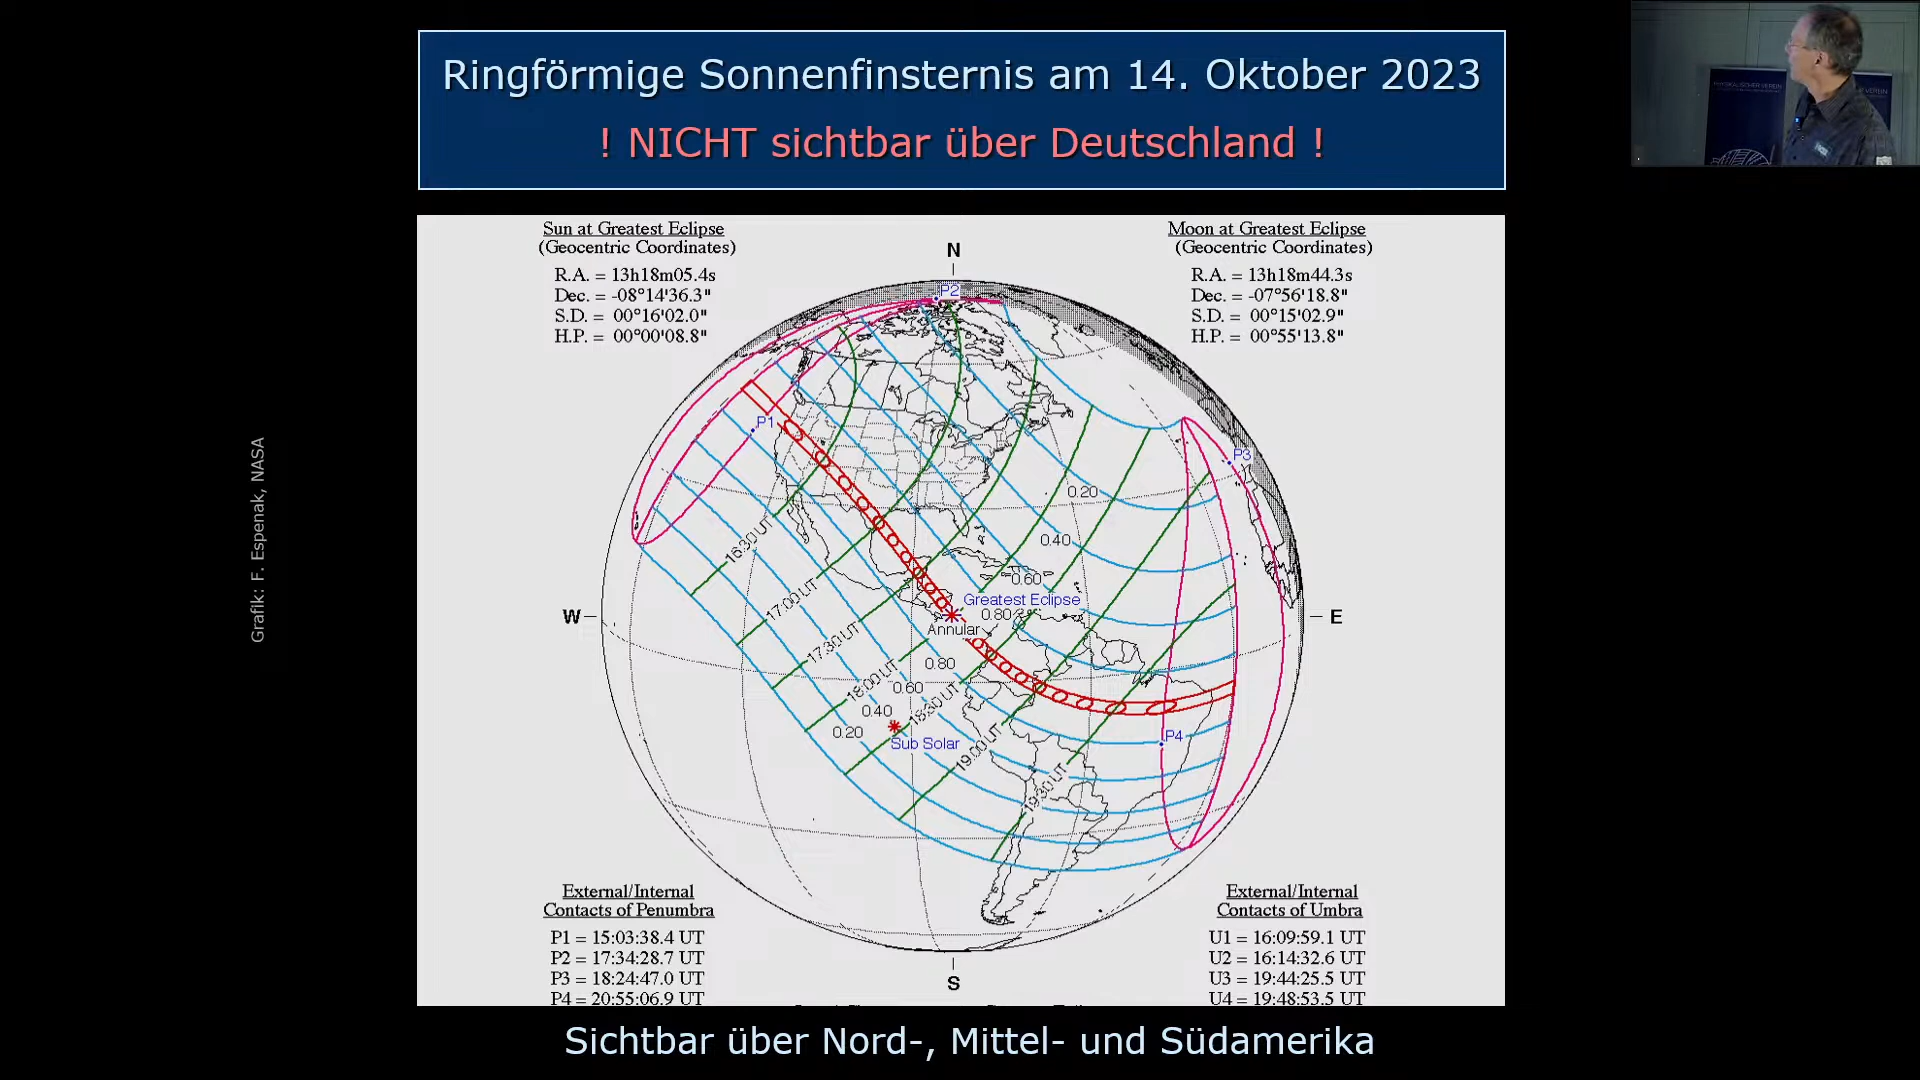 Ringförmige Sonnenfinsternis am 14. Oktober 2023
! NICHT sichtbar über Deutschland !
PHYSIKALISCHER VEREIN
VEREIN
Sun at Greatest Eclipse
(Geocentric Coordinates)
R.A. = 13h18m05.4s
Dec. = -08°14'36.3"
S.D. = 00°16'02.0"
H.P. = 00°00'08.8"
Moon at Greatest Eclipse
(Geocentric Coordinates)
R.A. = 13h18m44.3s
Dec. = -07°56'18.8"
S.D. = 00°15'02.9"
H.P. = 00°55'13.8"
N
P2
P1
P3
0.20
0.40
16:30 UT
0.60
Greatest Eclipse
17:00 UT
0.80
W
E
Annular
17:30 UT
0.80
18:00 UT
0.60
18:30 UT
0.40
0.20
Sub Solar
P4
19:00 UT
19:30 UT
Grafik: F. Espenak, NASA
External/Internal
Contacts of Penumbra
P1 = 15:03:38.4 UT
P2 = 17:34:28.7 UT
P3 = 18:24:47.0 UT
P4 = 20:55:06.9 UT
S
External/Internal
Contacts of Umbra
U1 = 16:09:59.1 UT
U2 = 16:14:32.6 UT
U3 = 19:44:25.5 UT
U4 = 19:48:53.5 UT
Sichtbar über Nord-, Mittel- und Südamerika